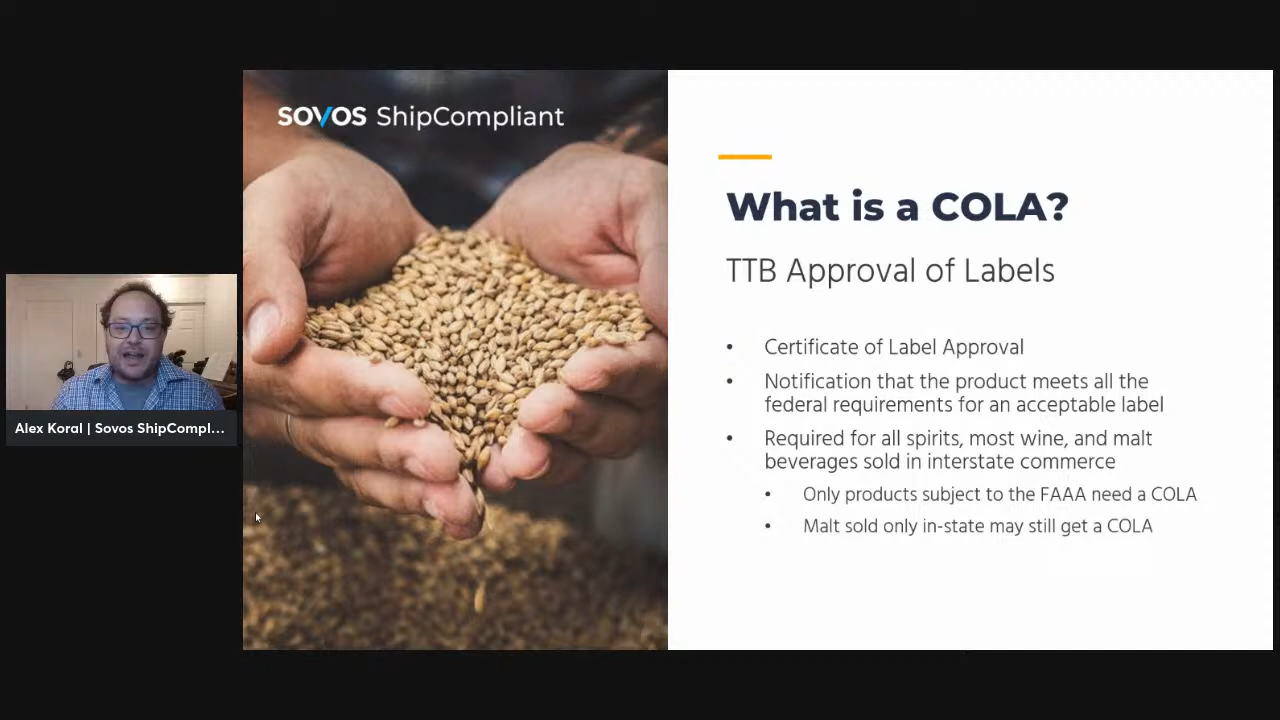 SOVOS ShipCompliant
What is a COLA?
TTB Approval of Labels
• Certificate of Label Approval
• Notification that the product meets all the
federal requirements for an acceptable label
• Required for all spirits, most wine, and malt
beverages sold in interstate commerce
• Only products subject to the FAAA need a COLA
• Malt sold only in-state may still get a COLA
Alex Koral | Sovos ShipCompl...